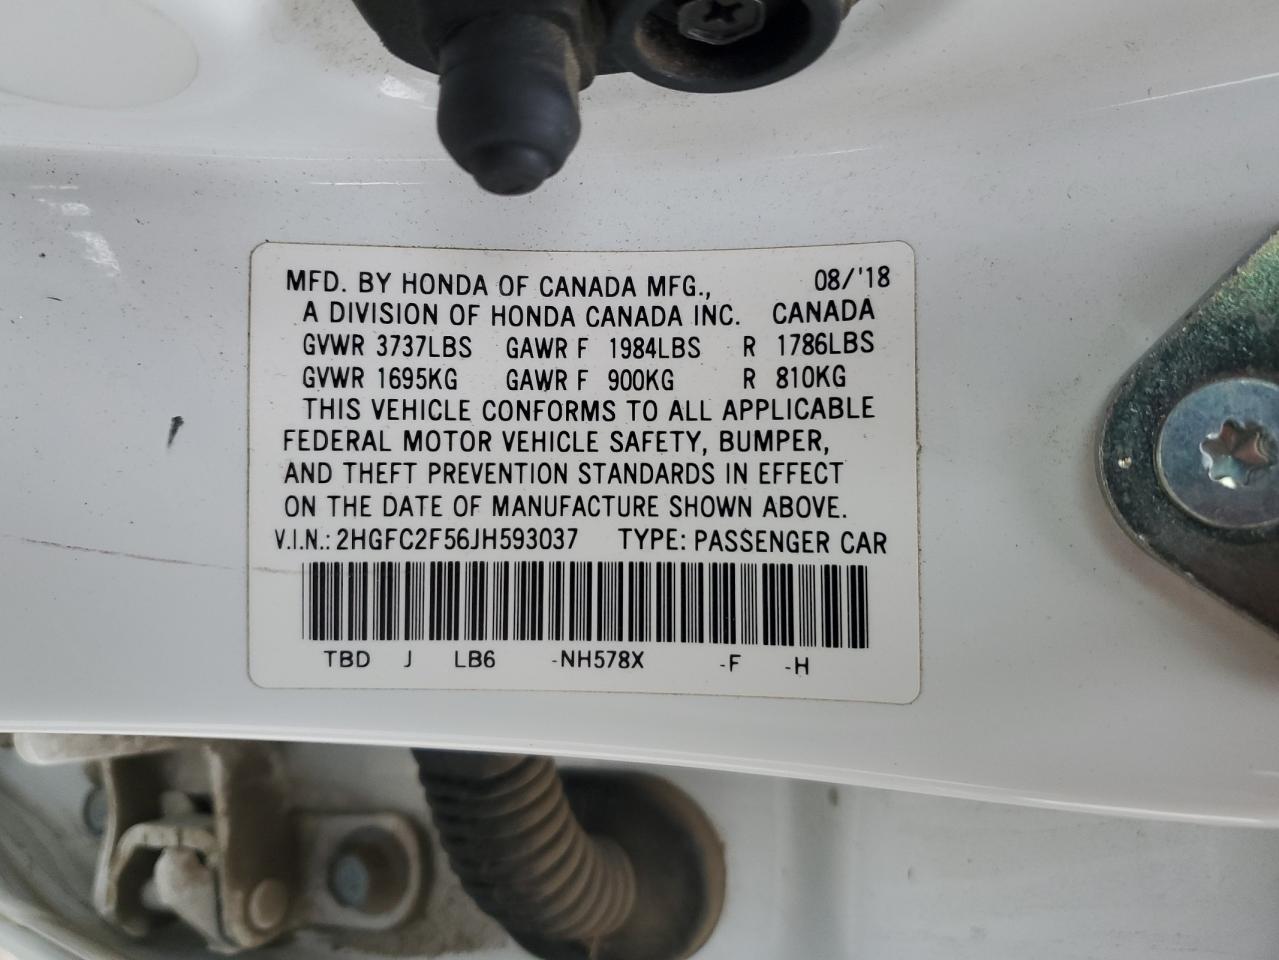 MFD. BY HONDA OF CANADA MFG., 08/'18
A DIVISION OF HONDA CANADA INC. CANADA
GVWR 3737LBS GAWR F 1984LBS R 1786LBS
GVWR 1695KG GAWR F 900KG R 810KG
THIS VEHICLE CONFORMS TO ALL APPLICABLE
FEDERAL MOTOR VEHICLE SAFETY, BUMPER,
AND THEFT PREVENTION STANDARDS IN EFFECT
ON THE DATE OF MANUFACTURE SHOWN ABOVE.
V.I.N.: 2HGFC2F56JH593037 TYPE: PASSENGER CAR
TBD J LB6 -NH578X -F -H